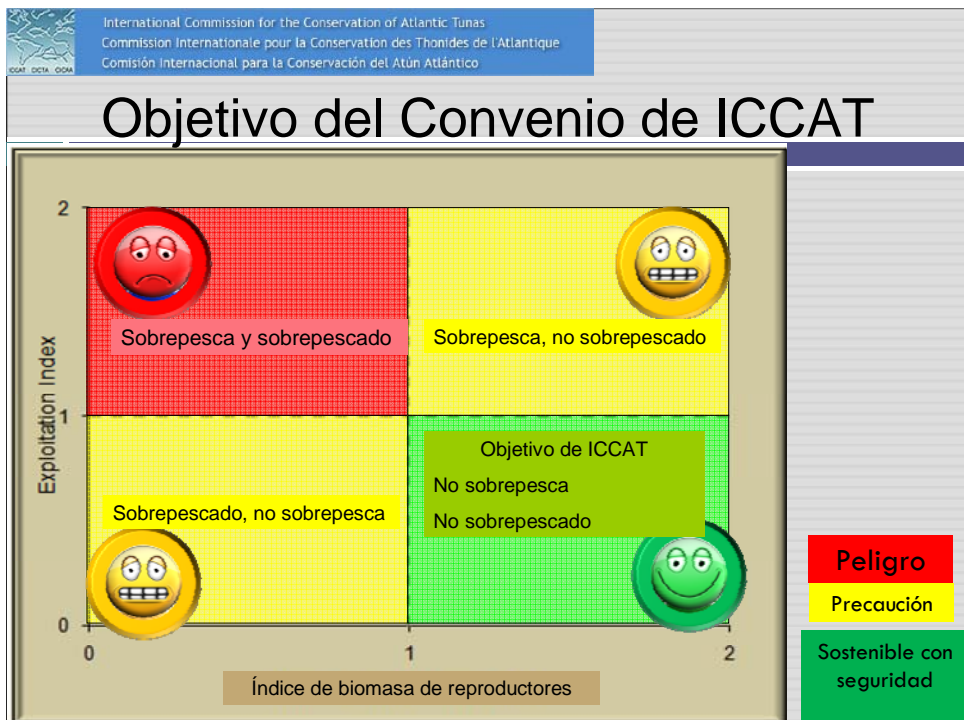 International Commission for the Conservation of Atlantic Tunas
Commission Internationale pour la Conservation des Thonides de l'Atlantique
Comisión Internacional para la Conservación del Atún Atlántico
ICCAT CICTA CICAA
Objetivo del Convenio de ICCAT
2
Sobrepesca y sobrepescado
Sobrepesca, no sobrepescado
Exploitation Index
1
Objetivo de ICCAT
No sobrepesca
No sobrepescado
Sobrepescado, no sobrepesca
0
0
1
2
Índice de biomasa de reproductores
Peligro
Precaución
Sostenible con
seguridad